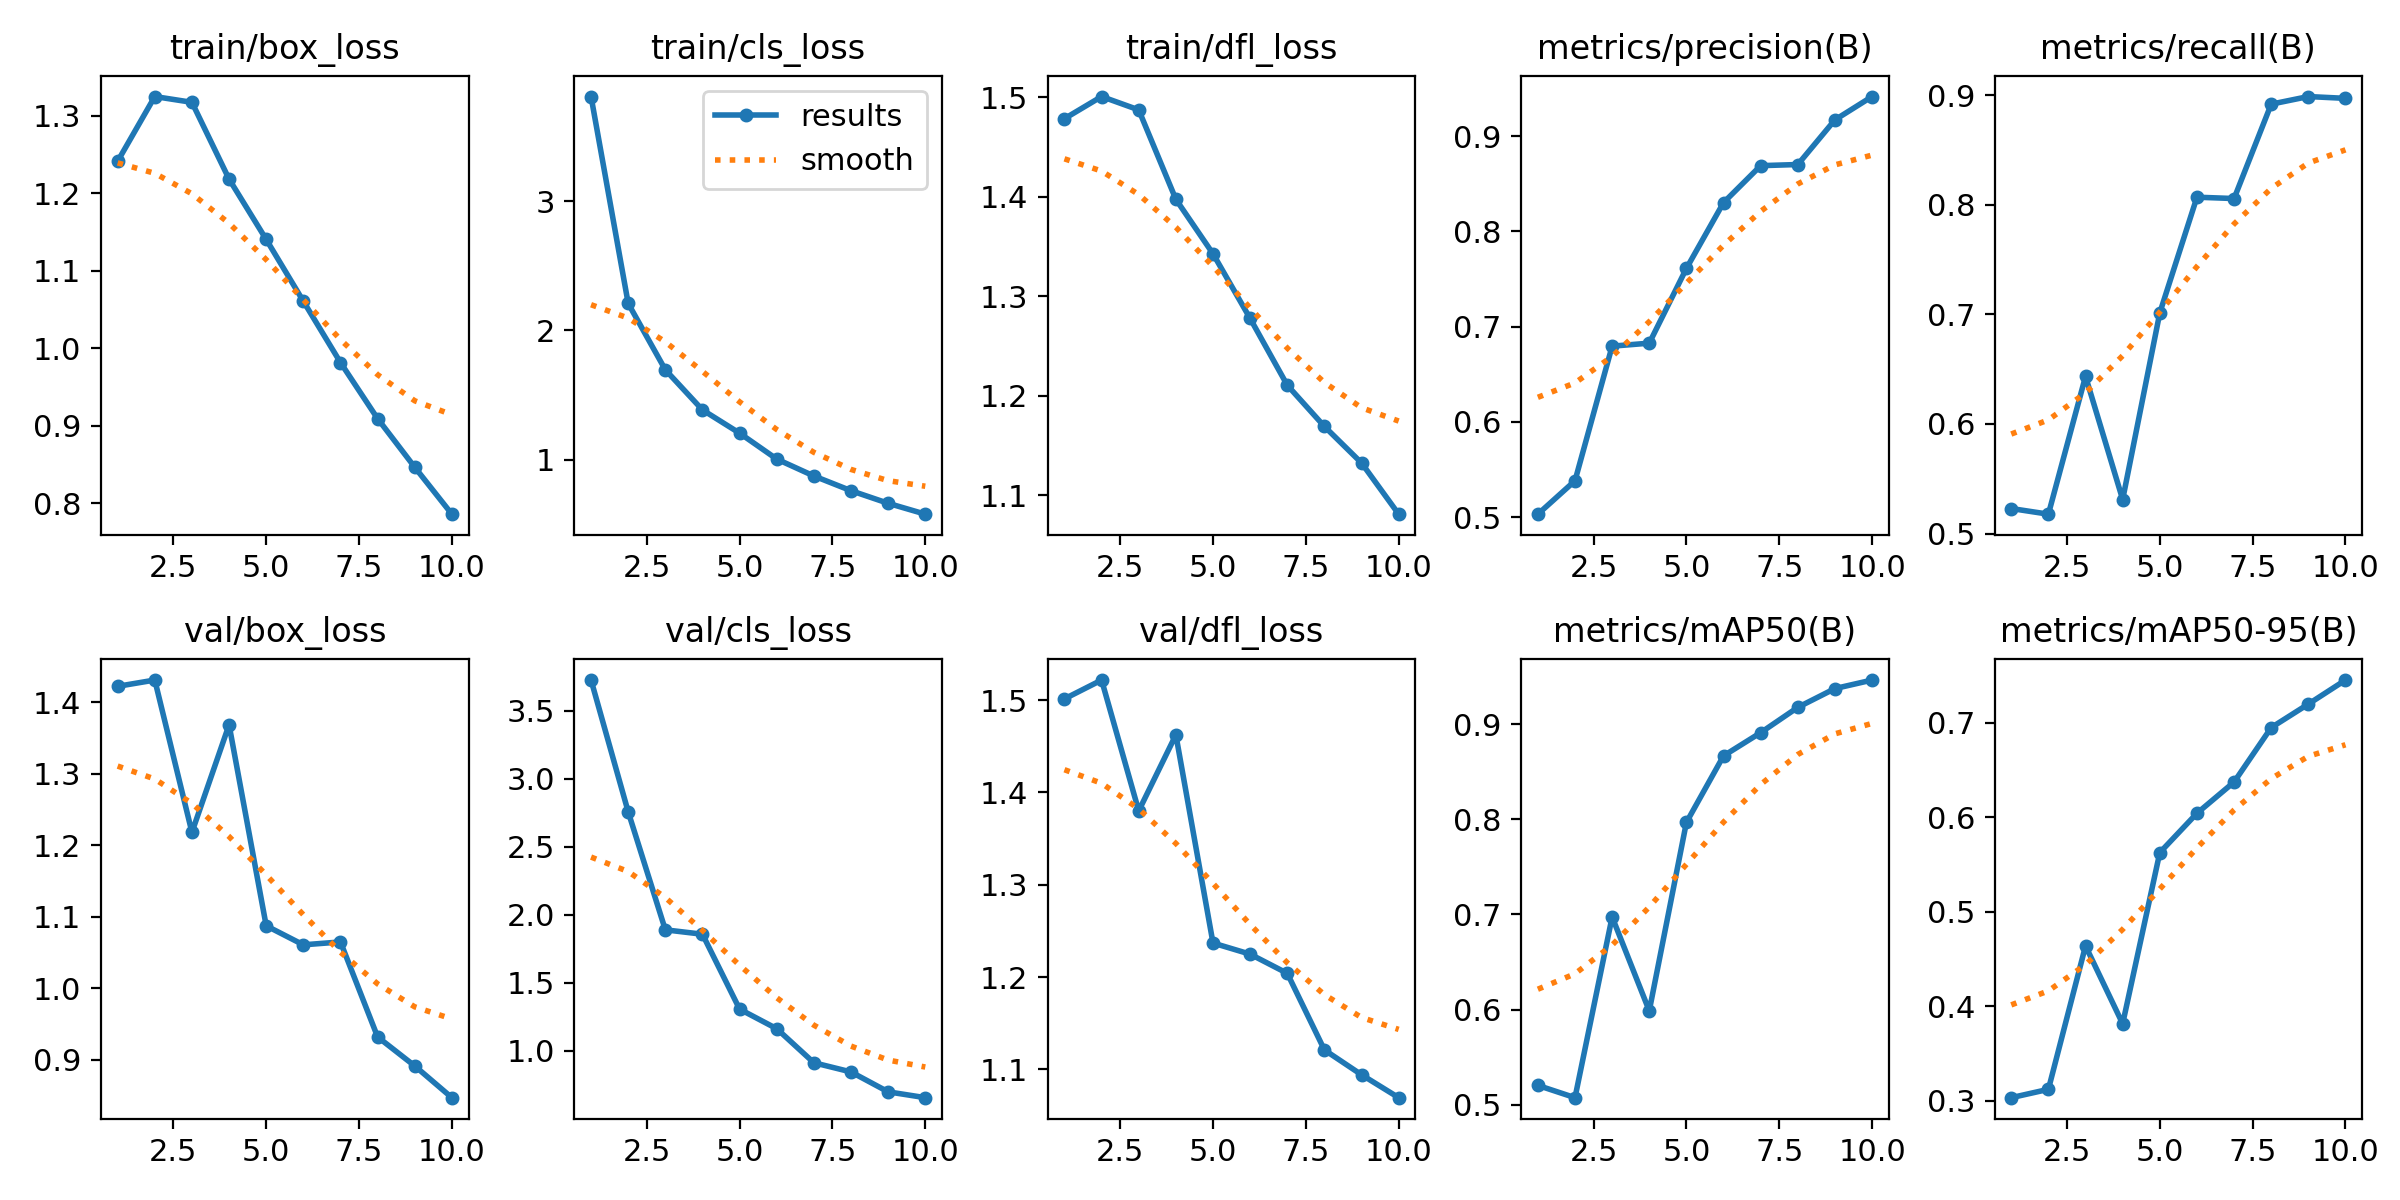 train/box_loss
1.3
1.2
1.1
1.0
0.9
0.8
2.5 5.0 7.5 10.0
train/cls_loss
results
smooth
3
2
1
2.5 5.0 7.5 10.0
train/dfl_loss
1.5
1.4
1.3
1.2
1.1
2.5 5.0 7.5 10.0
metrics/precision(B)
0.9
0.8
0.7
0.6
0.5
2.5 5.0 7.5 10.0
metrics/recall(B)
0.9
0.8
0.7
0.6
0.5
2.5 5.0 7.5 10.0
val/box_loss
1.4
1.3
1.2
1.1
1.0
0.9
2.5 5.0 7.5 10.0
val/cls_loss
3.5
3.0
2.5
2.0
1.5
1.0
2.5 5.0 7.5 10.0
val/dfl_loss
1.5
1.4
1.3
1.2
1.1
2.5 5.0 7.5 10.0
metrics/mAP50(B)
0.9
0.8
0.7
0.6
0.5
2.5 5.0 7.5 10.0
metrics/mAP50-95(B)
0.7
0.6
0.5
0.4
0.3
2.5 5.0 7.5 10.0